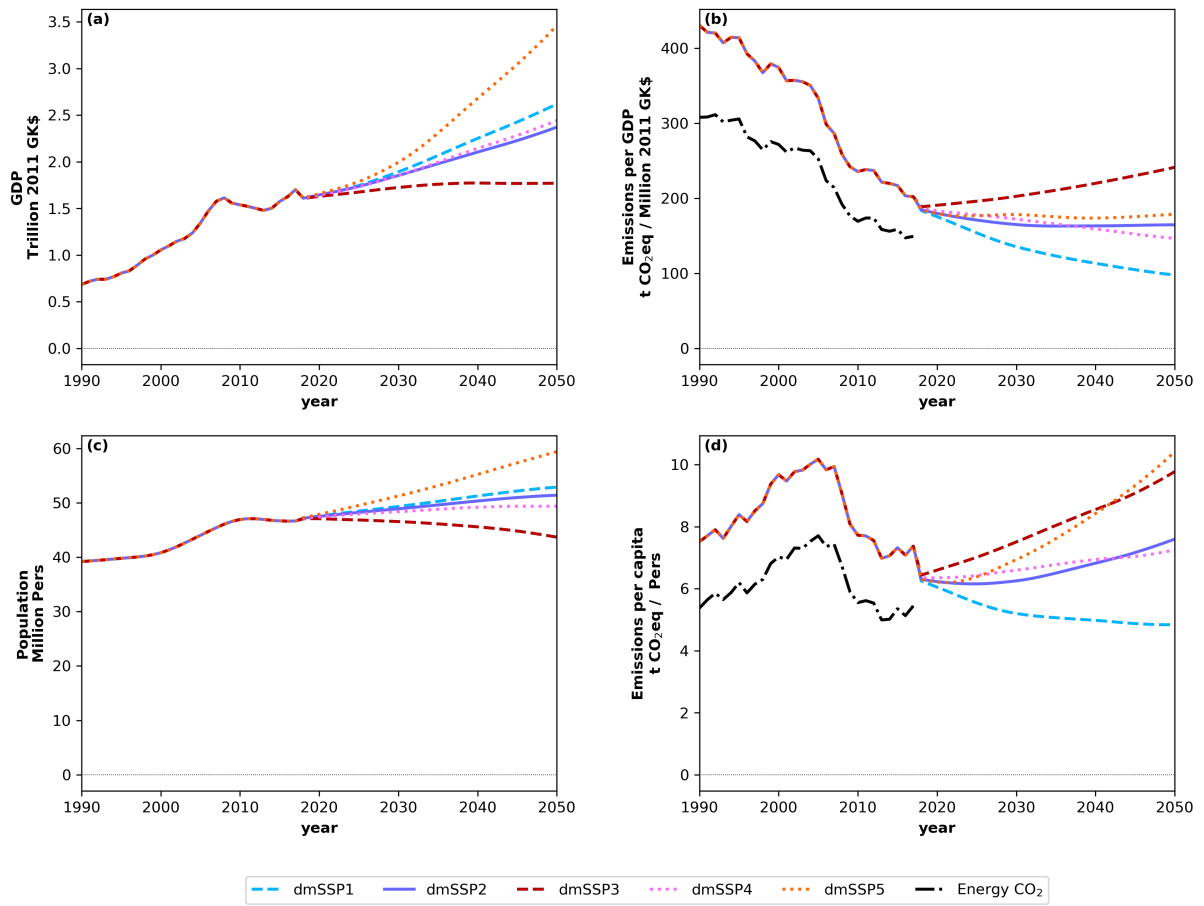 (a)
GDP
Trillion 2011 GK$
3.5
3.0
2.5
2.0
1.5
1.0
0.5
0.0
1990 2000 2010 2020 2030 2040 2050
year
(b)
Emissions per GDP
t CO₂eq / Million 2011 GK$
400
300
200
100
0
1990 2000 2010 2020 2030 2040 2050
year
(c)
Population
Million Pers
60
50
40
30
20
10
0
1990 2000 2010 2020 2030 2040 2050
year
(d)
Emissions per capita
t CO₂eq / Pers
10
8
6
4
2
0
1990 2000 2010 2020 2030 2040 2050
year
dmSSP1 dmSSP2 dmSSP3 dmSSP4 dmSSP5 Energy CO₂